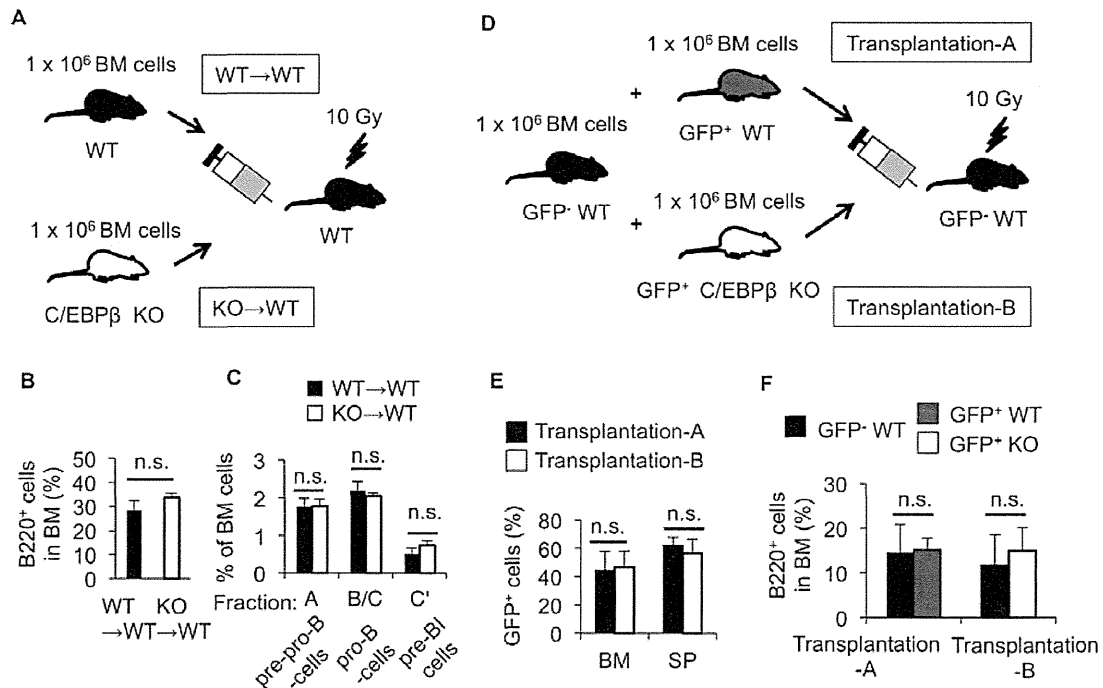 A
1 x 10⁶ BM cells
WT→WT
WT
10 Gy
WT
1 x 10⁶ BM cells
C/EBPβ KO
KO→WT
D
1 x 10⁶ BM cells
Transplantation-A
+
GFP⁺ WT
10 Gy
1 x 10⁶ BM cells
GFP⁻ WT
1 x 10⁶ BM cells
+
GFP⁻ WT
GFP⁺ C/EBPβ KO
Transplantation-B
B
B220⁺ cells
in BM (%)
50
40
30
20
10
0
n.s.
WT KO
→WT→WT
C
WT→WT
KO→WT
% of BM cells
3
2
1
0
n.s.
n.s.
n.s.
Fraction: A B/C C'
pre-pro-B
-cells
pro-B
-cells
pre-BI
cells
E
Transplantation-A
Transplantation-B
GFP⁺ cells (%)
80
60
40
20
0
n.s.
n.s.
BM SP
F
GFP⁻ WT
GFP⁺ WT
GFP⁺ KO
B220⁺ cells
in BM (%)
30
20
10
0
n.s.
n.s.
Transplantation
-A
Transplantation
-B